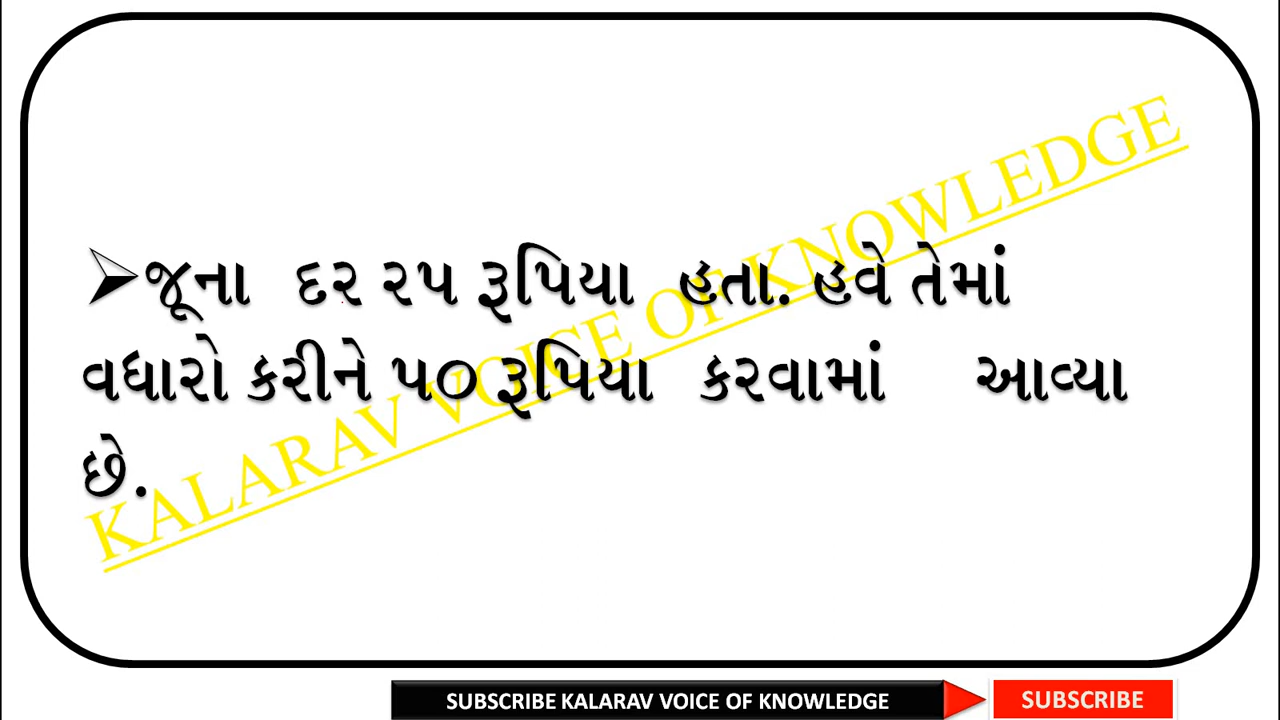 ➢જૂના દર ૨૫ રૂપિયા હતા. હવે તેમાં
વધારો કરીને ૫૦ રૂપિયા કરવામાં આવ્યા
છે.
KALARAV VOICE OF KNOWLEDGE
SUBSCRIBE KALARAV VOICE OF KNOWLEDGE
SUBSCRIBE